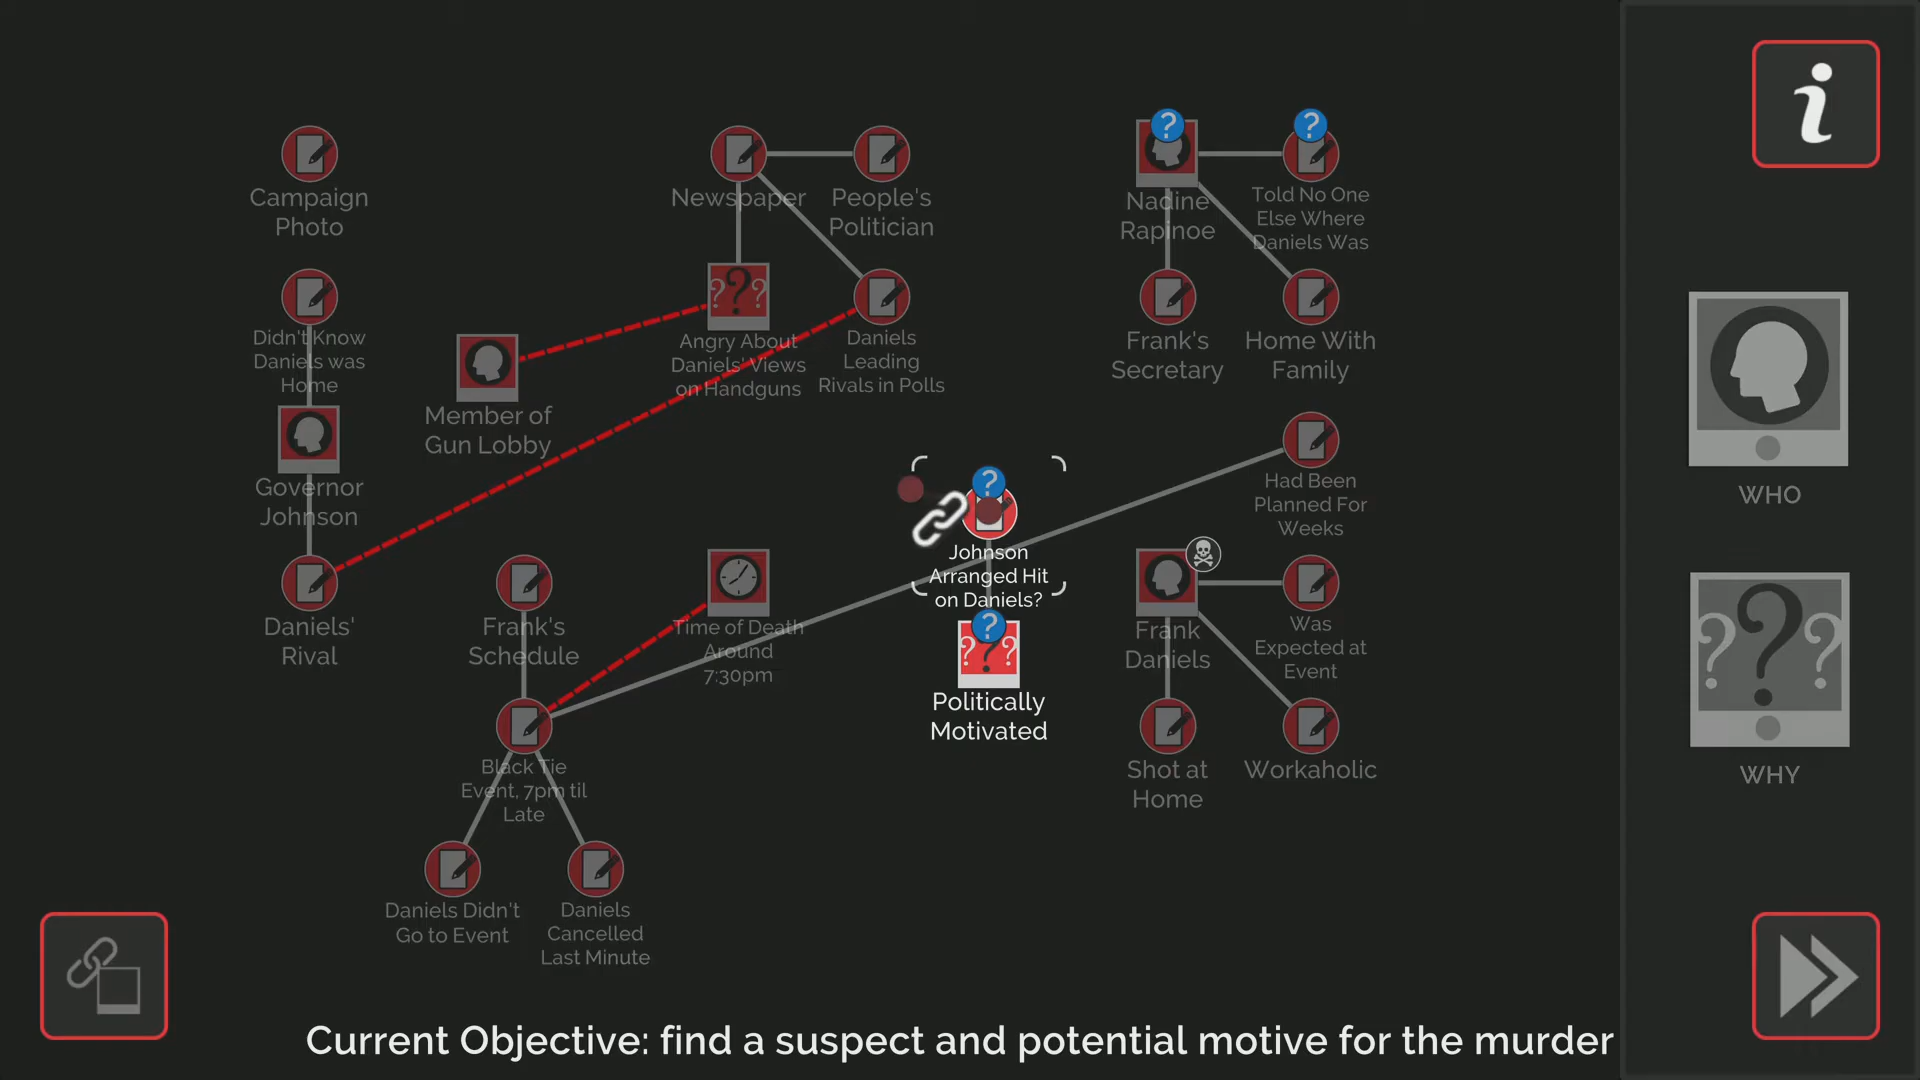 Campaign
Photo
Newspaper
People's
Politician
Nadine
Rapinoe
Told No One
Else Where
Daniels Was
Didn't Know
Daniels was
Home
Member of
Gun Lobby
Angry About
Daniels' Views
on Handguns
Daniels
Leading
Rivals in Polls
Frank's
Secretary
Home With
Family
Governor
Johnson
Had Been
Planned For
Weeks
WHO
Johnson
Arranged Hit
on Daniels?
Daniels'
Rival
Frank's
Schedule
Time of Death
Around
7:30pm
Politically
Motivated
Frank
Daniels
Was
Expected at
Event
WHY
Black Tie
Event, 7pm til
Late
Shot at
Home
Workaholic
Daniels Didn't
Go to Event
Daniels
Cancelled
Last Minute
Current Objective: find a suspect and potential motive for the murder